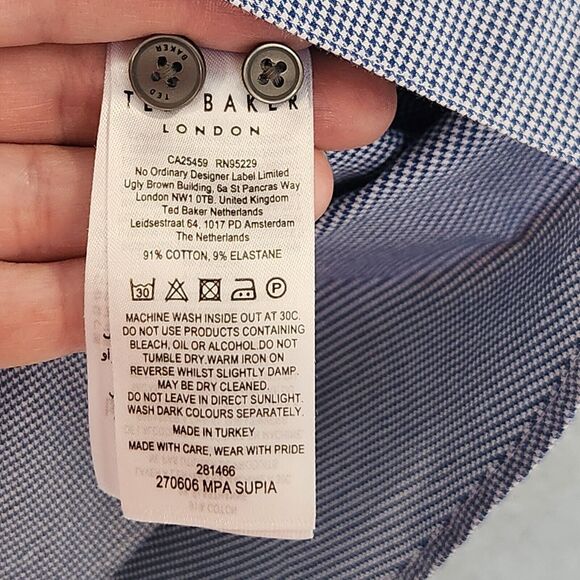 TED BAKER
TED BAKER
LONDON
CA25459 RN95229
No Ordinary Designer Label Limited
Ugly Brown Building, 6a St Pancras Way
London NW1 0TB. United Kingdom
Ted Baker Netherlands
Leidsestraat 64, 1017 PD Amsterdam
The Netherlands
91% COTTON, 9% ELASTANE
30 P
MACHINE WASH INSIDE OUT AT 30C.
DO NOT USE PRODUCTS CONTAINING
BLEACH, OIL OR ALCOHOL.DO NOT
TUMBLE DRY.WARM IRON ON
REVERSE WHILST SLIGHTLY DAMP.
MAY BE DRY CLEANED.
DO NOT LEAVE IN DIRECT SUNLIGHT.
WASH DARK COLOURS SEPARATELY.
MADE IN TURKEY
MADE WITH CARE, WEAR WITH PRIDE
281466
270606 MPA SUPIA